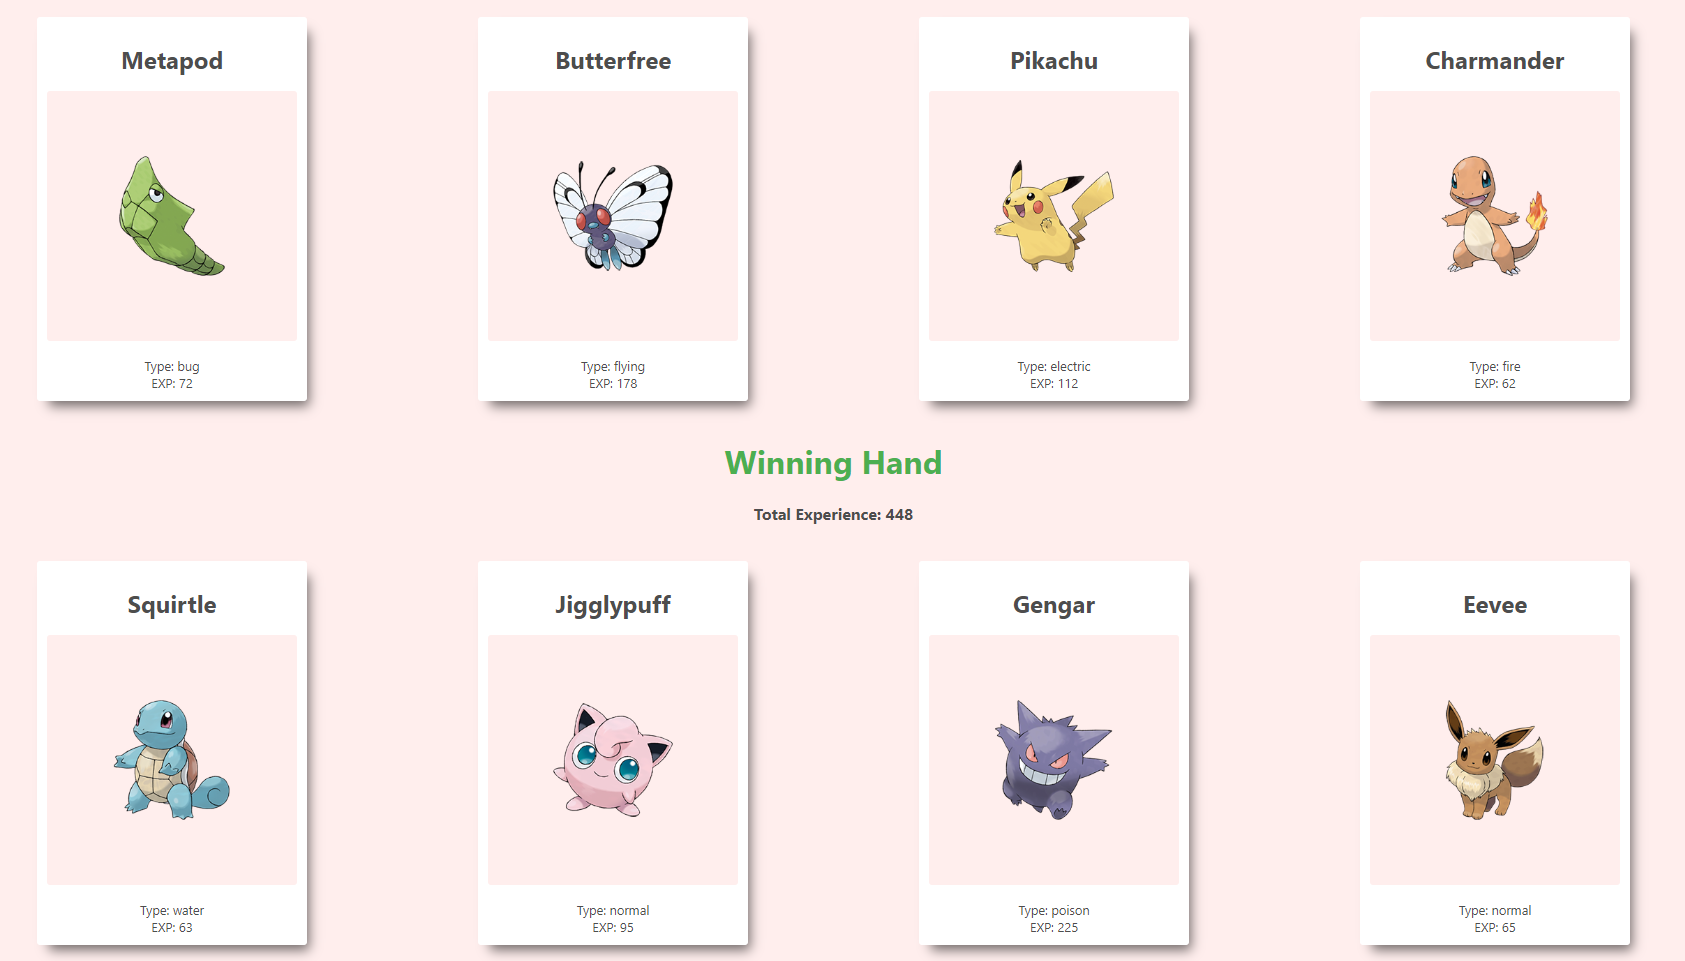 Metapod
Butterfree
Pikachu
Charmander
Type: bug
EXP: 72
Type: flying
EXP: 178
Type: electric
EXP: 112
Type: fire
EXP: 62
Winning Hand
Total Experience: 448
Squirtle
Jigglypuff
Gengar
Eevee
Type: water
EXP: 63
Type: normal
EXP: 95
Type: poison
EXP: 225
Type: normal
EXP: 65